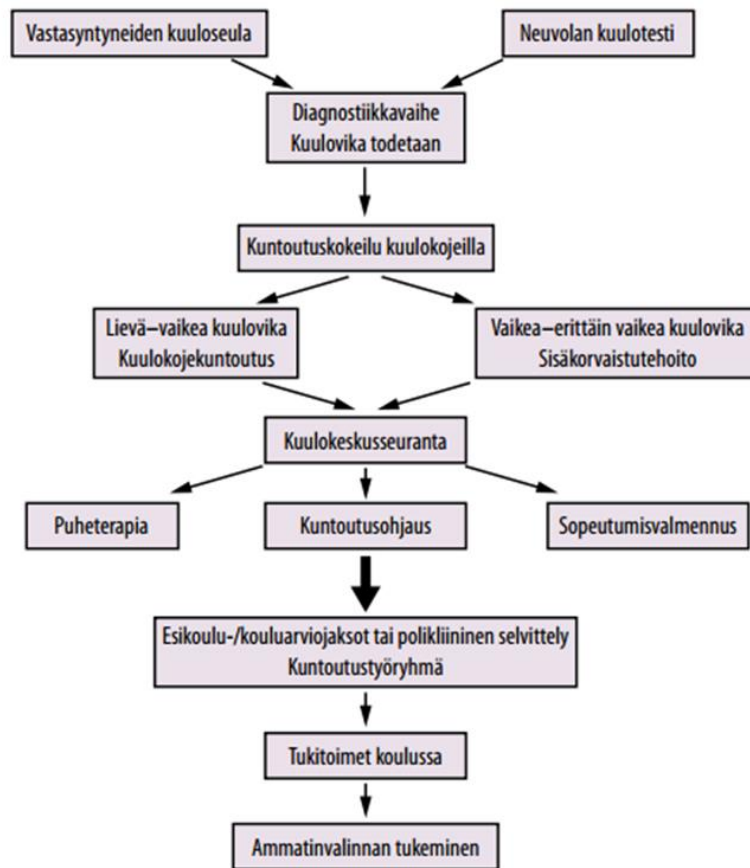 Vastasyntyneiden kuuloseula
Neuvolan kuulotesti
Diagnostiikkavaihe
Kuulovika todetaan
Kuntoutuskokeilu kuulokojeilla
Lievä–vaikea kuulovika
Kuulokojekuntoutus
Vaikea–erittäin vaikea kuulovika
Sisäkorvaistutehoito
Kuulokeskusseuranta
Puheterapia
Kuntoutusohjaus
Sopeutumisvalmennus
Esikoulu-/kouluarviojaksot tai polikliininen selvittely
Kuntoutustyöryhmä
Tukitoimet koulussa
Ammatinvalinnan tukeminen